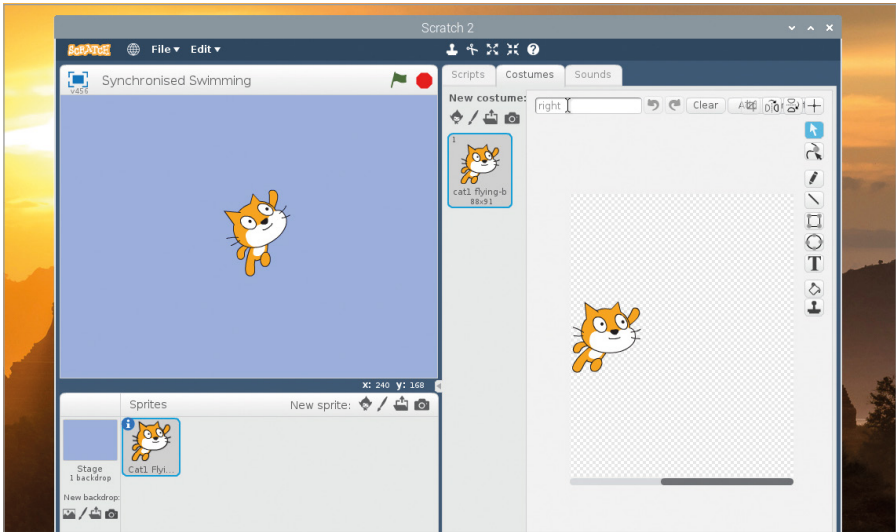 Scratch 2
SCRATCH File Edit
v456 Synchronised Swimming
x: 240 y: 168
Sprites New sprite:
Stage
1 backdrop
New backdrop:
Cat1 Flyi...
Scripts Costumes Sounds
New costume:
1
cat1 flying-b
88x91
right
Clear
T